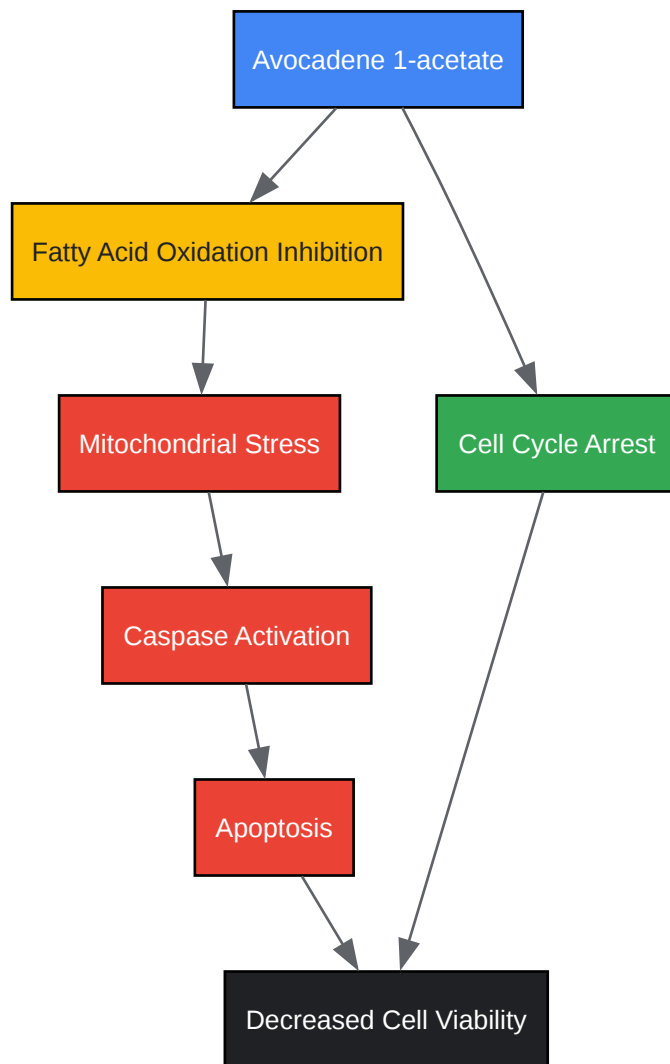 Avocadene 1-acetate
Fatty Acid Oxidation Inhibition
Mitochondrial Stress
Cell Cycle Arrest
Caspase Activation
Apoptosis
Decreased Cell Viability